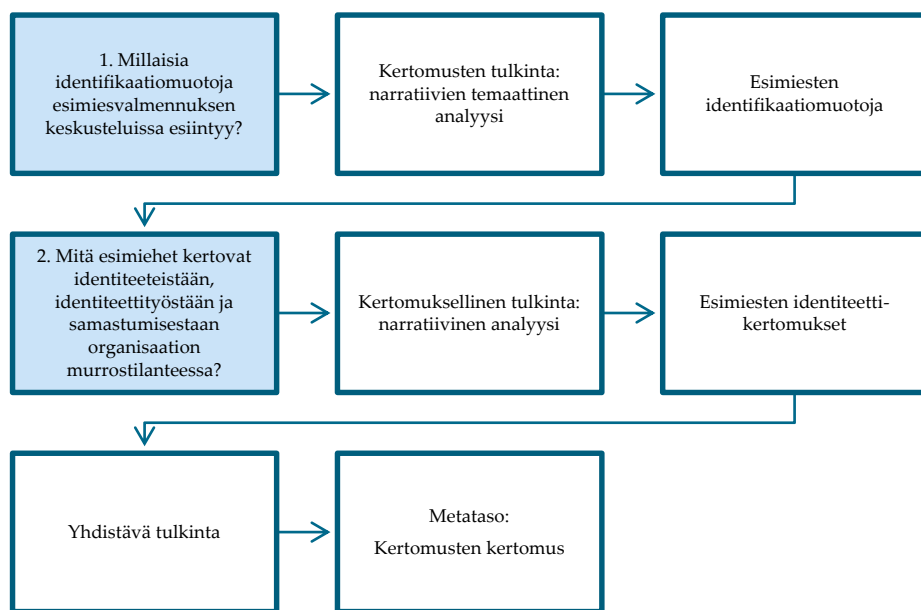 1. Millaisia
identifikaatiomuotoja
esimiesvalmennuksen
keskusteluissa esiintyy?
Kertomusten tulkinta:
narratiivien temaattinen
analyysi
Esimiesten
identifikaatiomuotoja
2. Mitä esimiehet kertovat
identiteeteistään,
identiteettityöstään ja
samastumisestaan
organisaation
murrostilanteessa?
Kertomuksellinen tulkinta:
narratiivinen analyysi
Esimiesten identiteetti-
kertomukset
Yhdistävä tulkinta
Metataso:
Kertomusten kertomus